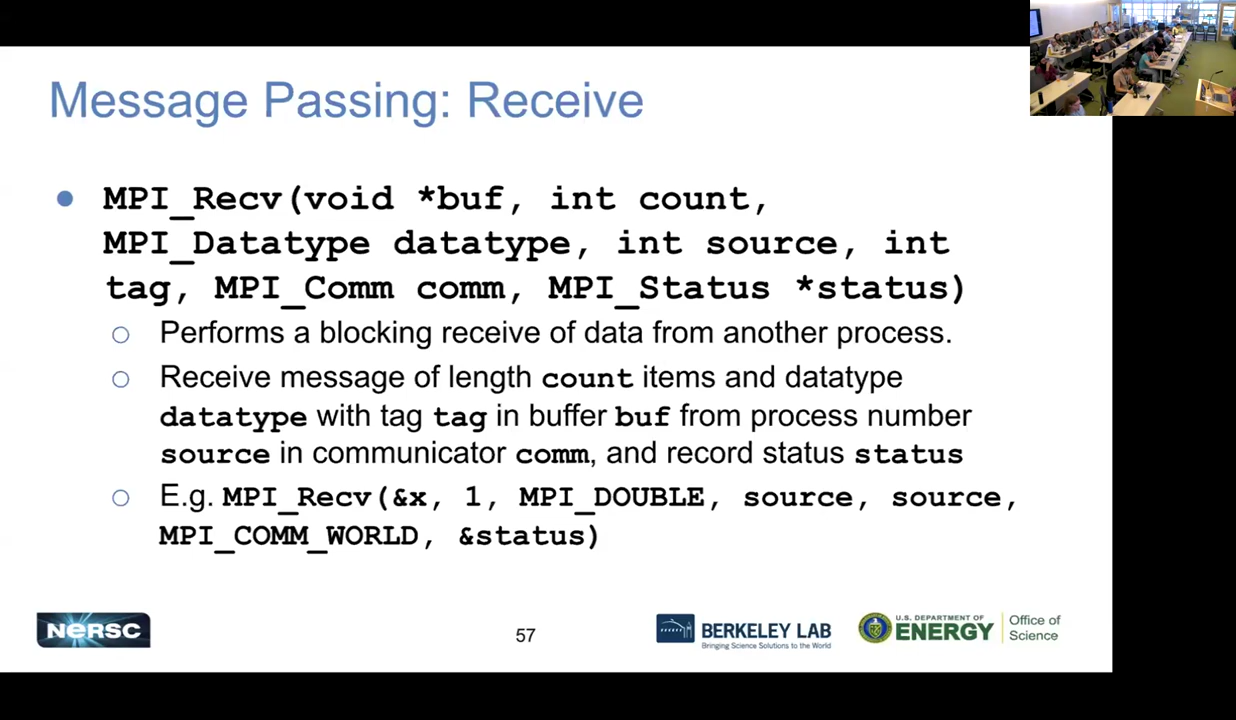 Message Passing: Receive
MPI_Recv(void *buf, int count,
MPI_Datatype datatype, int source, int
tag, MPI_Comm comm, MPI_Status *status)
Performs a blocking receive of data from another process.
Receive message of length count items and datatype
datatype with tag tag in buffer buf from process number
source in communicator comm, and record status status
E.g. MPI_Recv(&x, 1, MPI_DOUBLE, source, source,
MPI_COMM_WORLD, &status)
NERSC
57
BERKELEY LAB
Bringing Science Solutions to the World
U.S. DEPARTMENT OF
ENERGY
Office of
Science